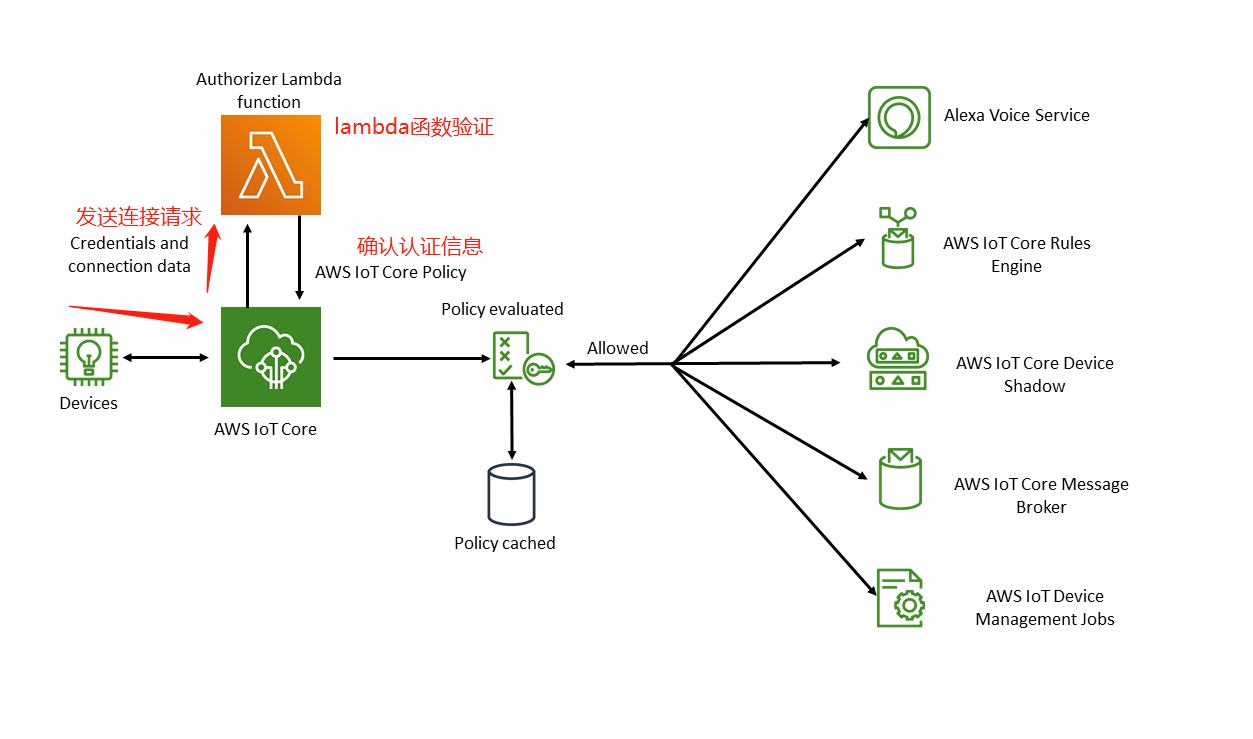 Authorizer Lambda
function
lambda函数验证
发送连接请求
Credentials and
connection data
确认认证信息
AWS IoT Core Policy
Devices
AWS IoT Core
Policy evaluated
Allowed
Policy cached
Alexa Voice Service
AWS IoT Core Rules
Engine
AWS IoT Core Device
Shadow
AWS IoT Core Message
Broker
AWS IoT Device
Management Jobs